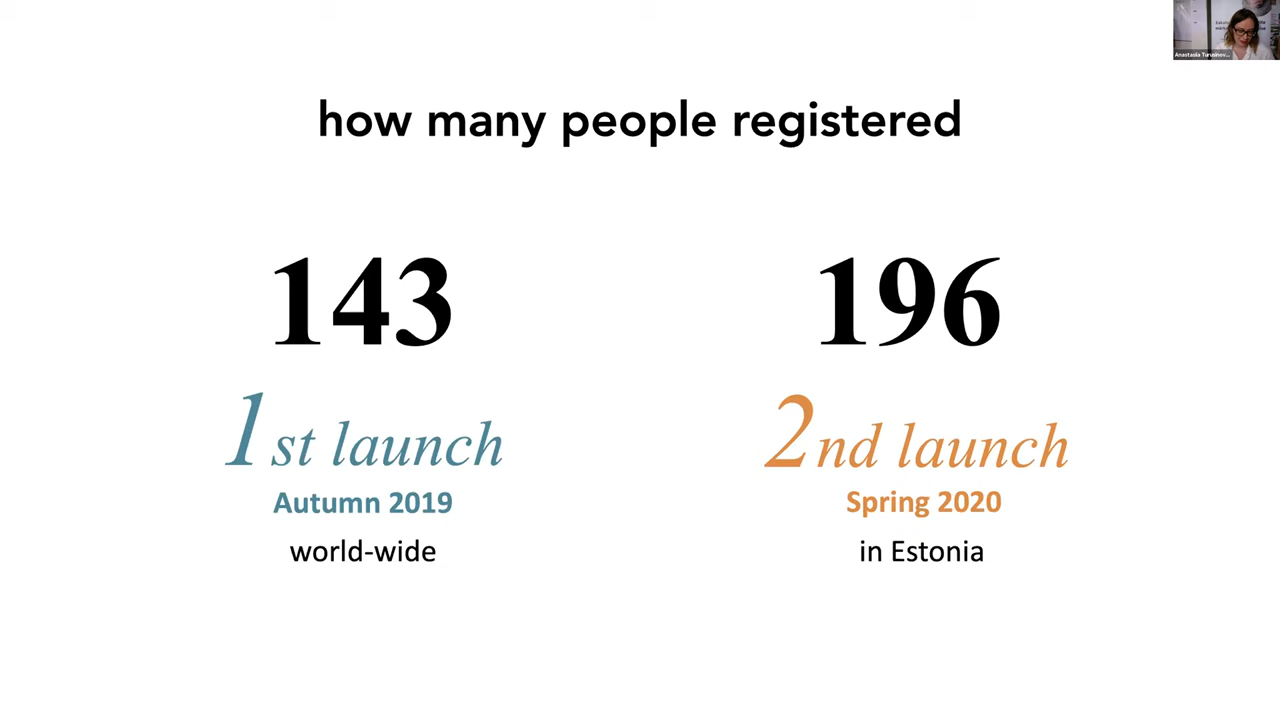 how many people registered
143
196
1st launch
2nd launch
Autumn 2019
Spring 2020
world-wide
in Estonia